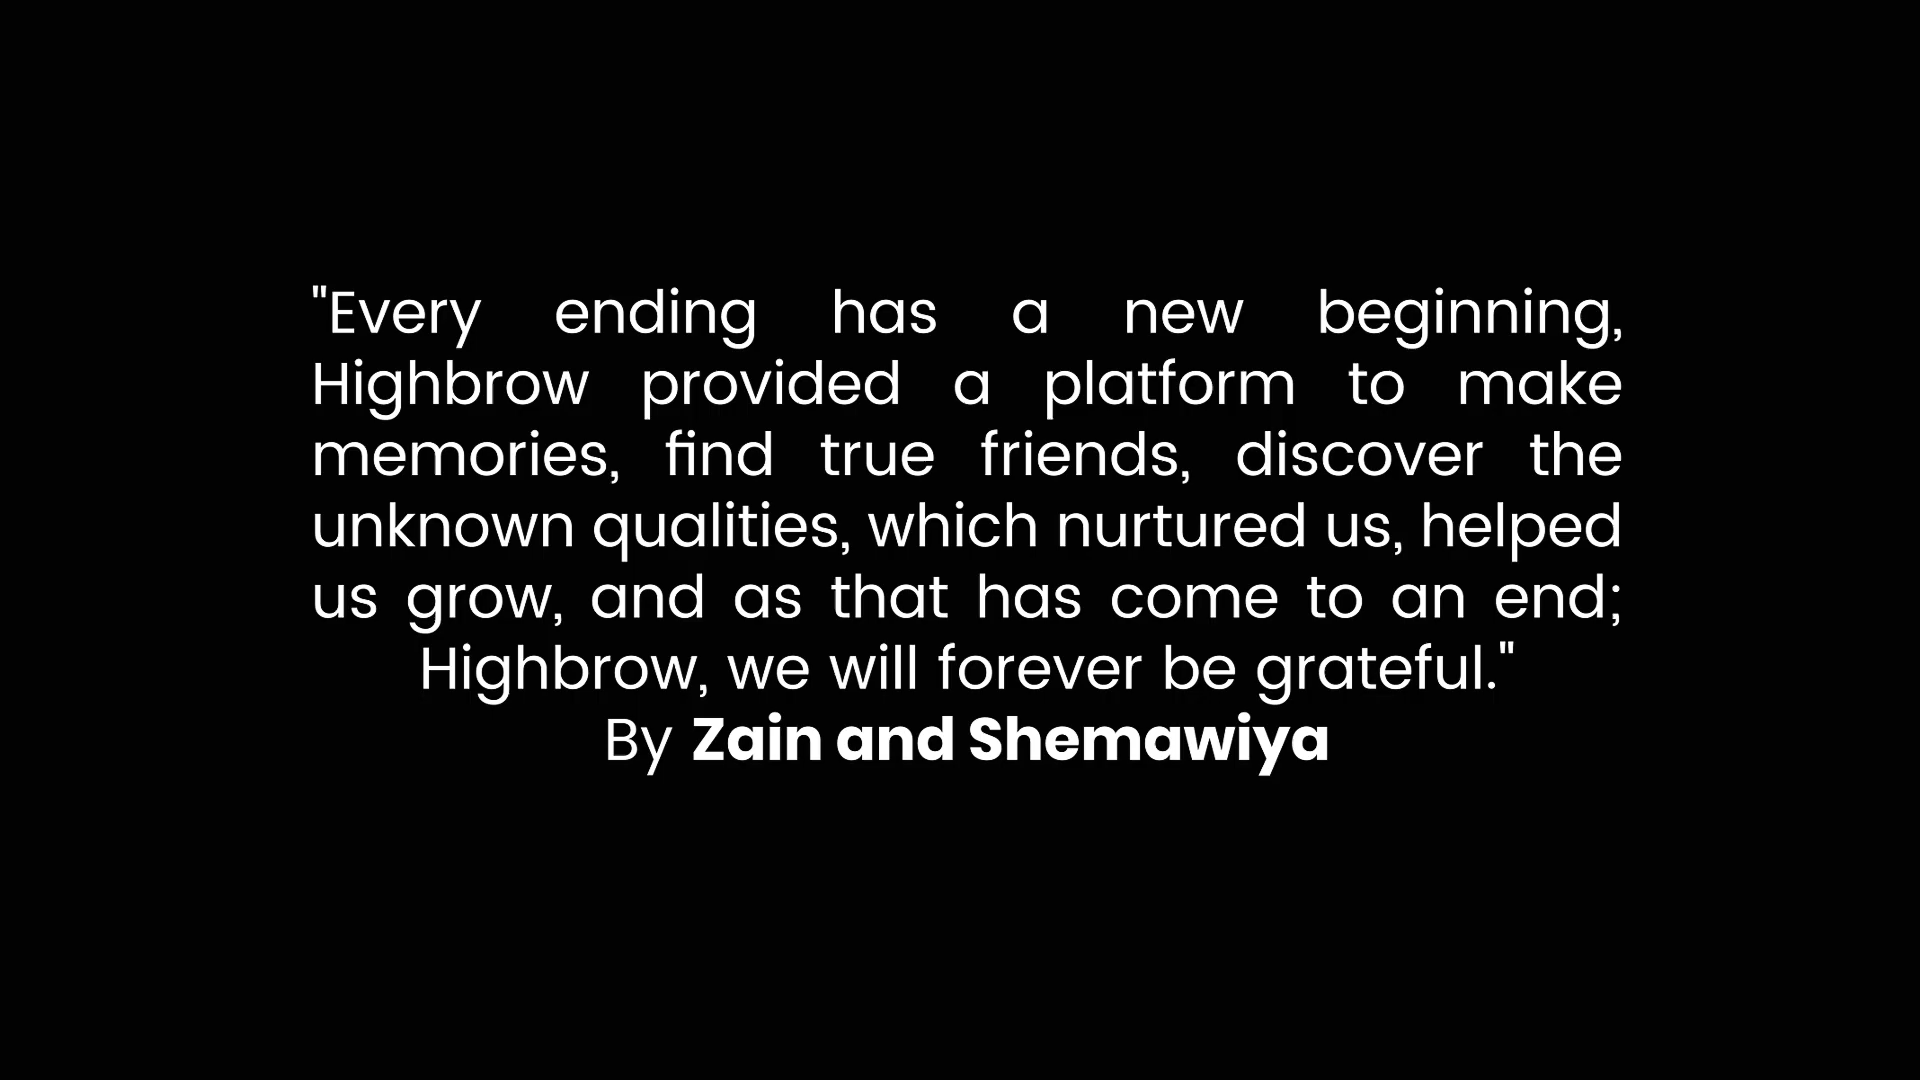 "Every ending has a new beginning,
Highbrow provided a platform to make
memories, find true friends, discover the
unknown qualities, which nurtured us, helped
us grow, and as that has come to an end;
Highbrow, we will forever be grateful."
By Zain and Shemawiya